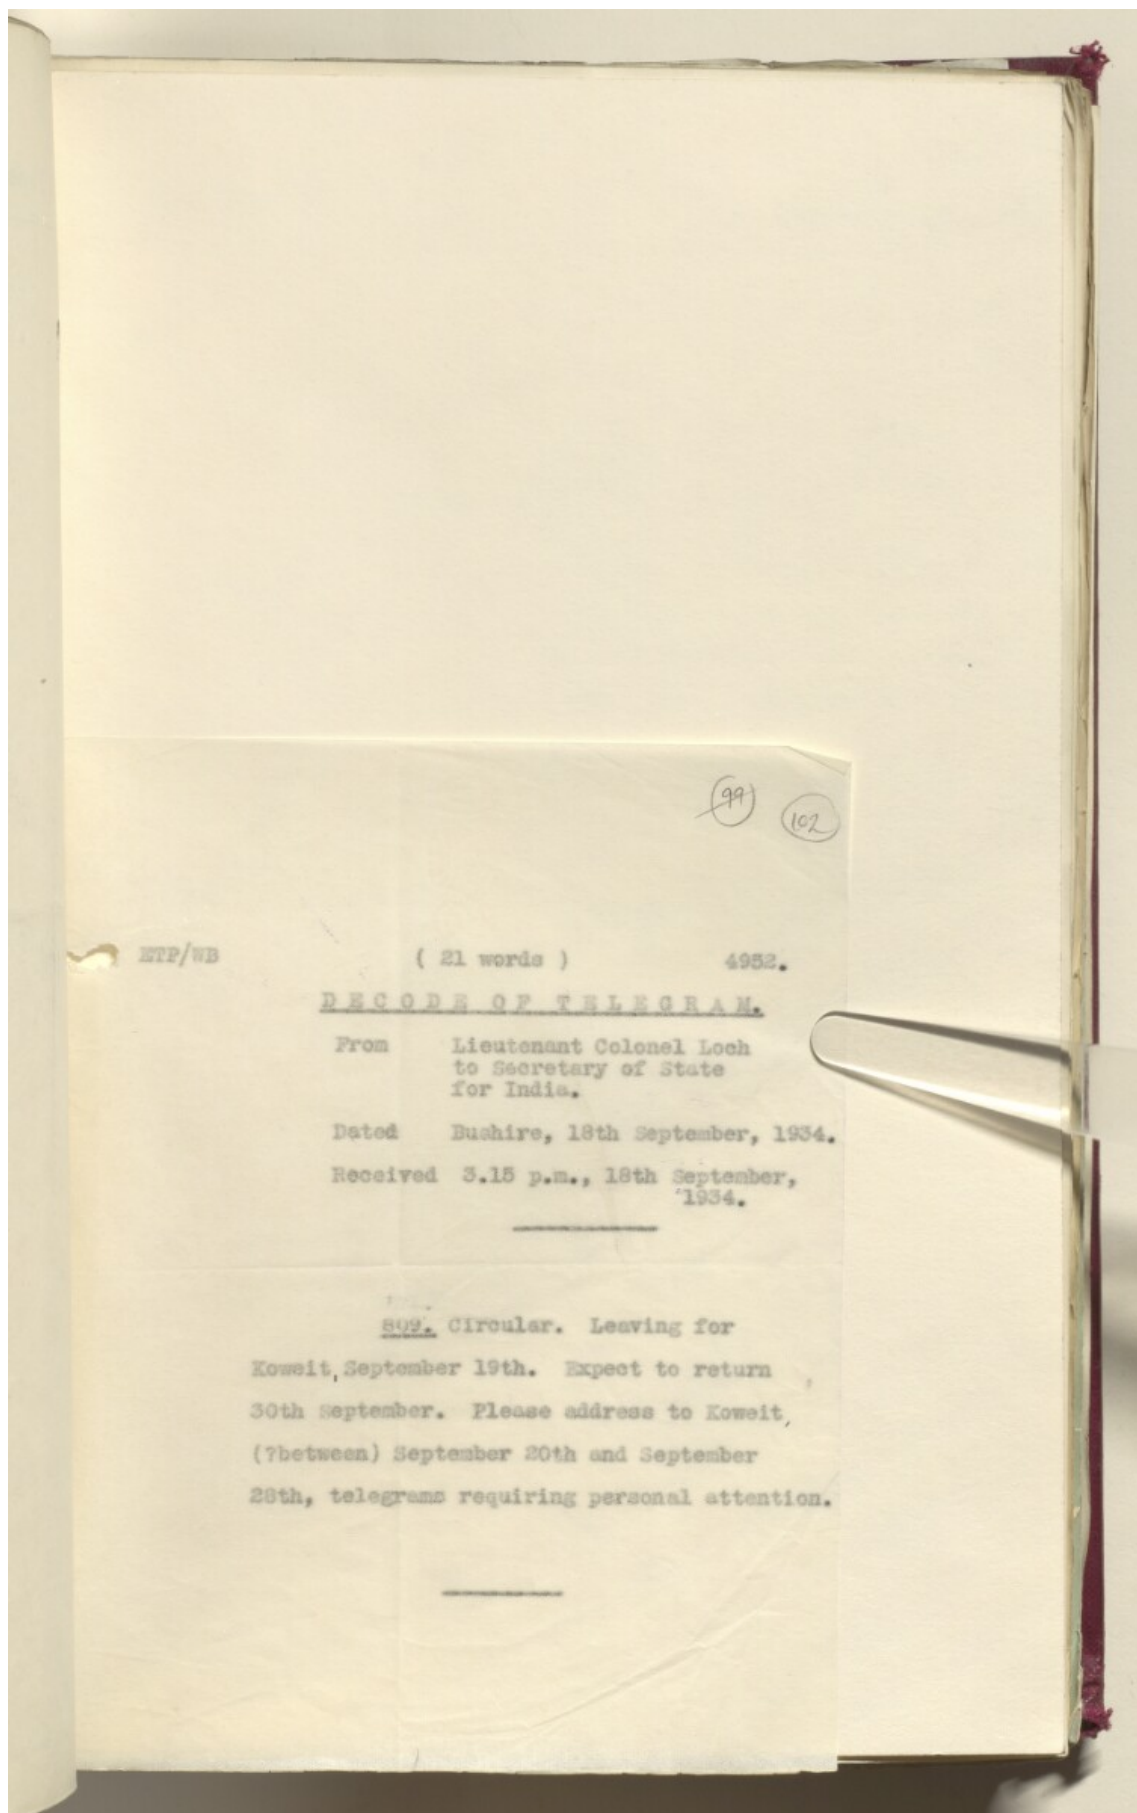 99
102
ETP/WB ( 21 words ) 4952.
DECODE OF TELEGRAM.
From Lieutenant Colonel Loch
to Secretary of State
for India.
Dated Bushire, 18th September, 1934.
Received 3.15 p.m., 18th September,
1934.
809. Circular. Leaving for
Koweit, September 19th. Expect to return
30th September. Please address to Koweit,
(?between) September 20th and September
28th, telegrams requiring personal attention.